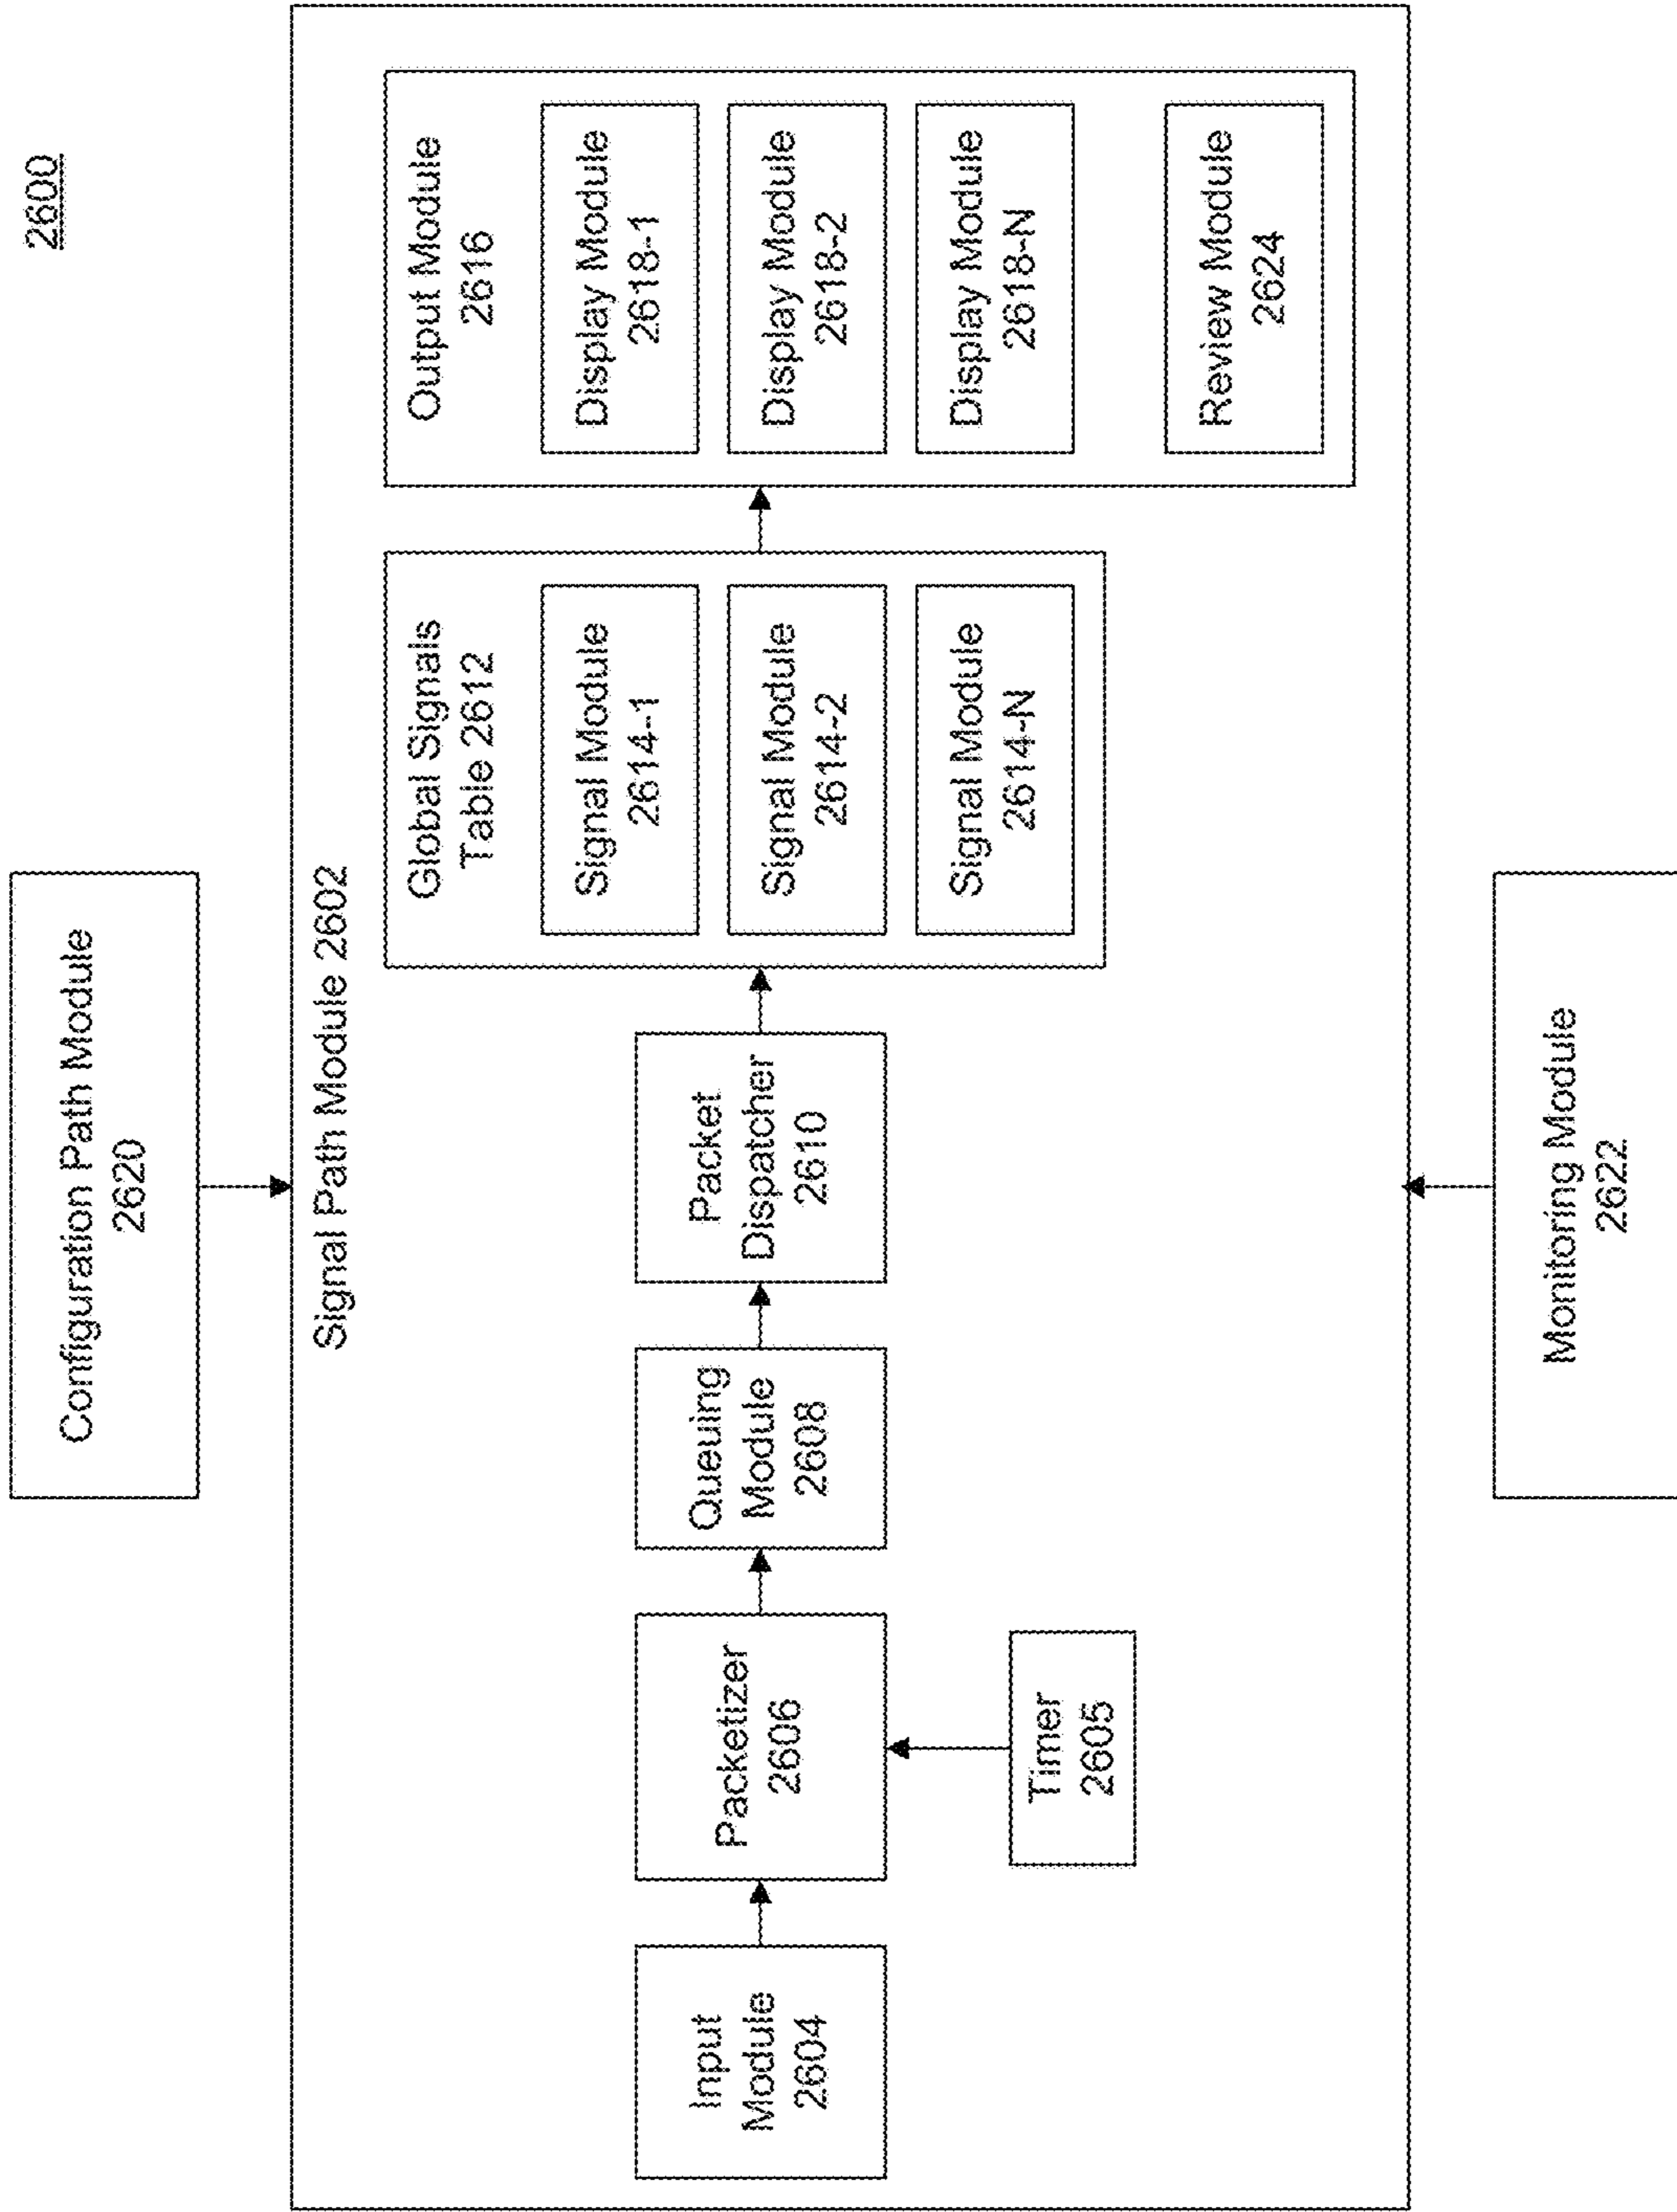 2600
Configuration Path Module
2620
Signal Path Module 2602
Input
Module
2604
Packetizer
2606
Timer
2605
Queuing
Module
2608
Packet
Dispatcher
2610
Global Signals
Table 2612
Signal Module
2614-1
Signal Module
2614-2
Signal Module
2614-N
Output Module
2616
Display Module
2618-1
Display Module
2618-2
Display Module
2618-N
Review Module
2624
Monitoring Module
2622